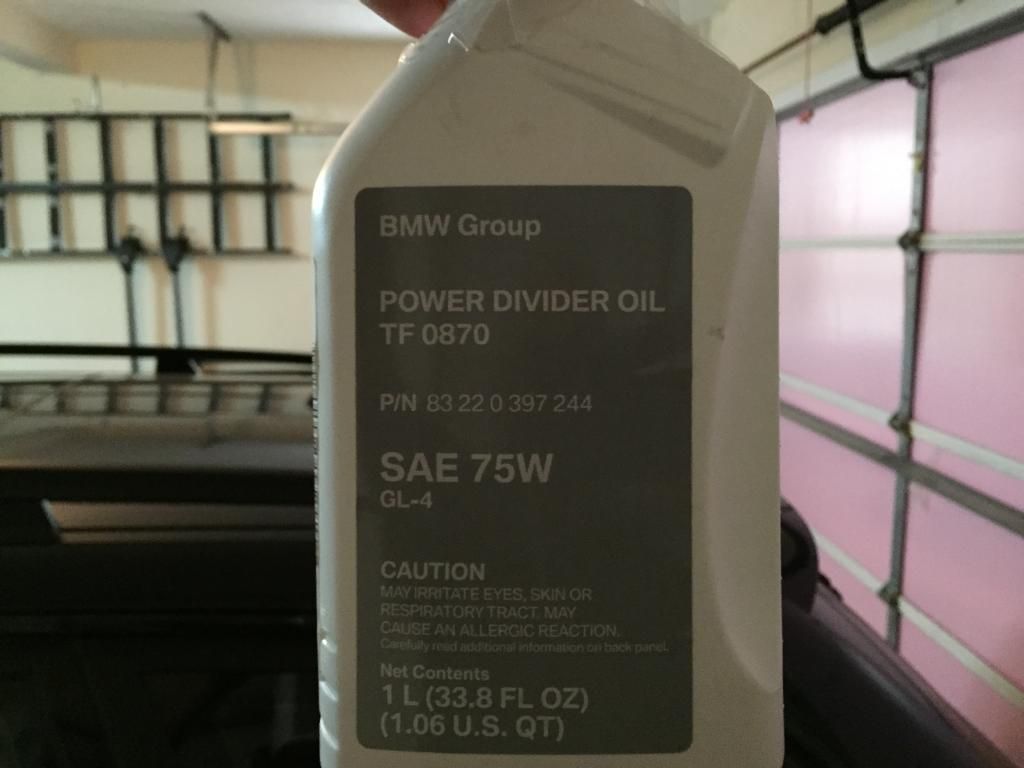 BMW Group
POWER DIVIDER OIL
TF 0870
P/N 83 22 0 397 244
SAE 75W
GL-4
CAUTION
MAY IRRITATE EYES, SKIN OR
RESPIRATORY TRACT. MAY
CAUSE AN ALLERGIC REACTION.
Carefully read additional information on back panel.
Net Contents
1 L (33.8 FL OZ)
(1.06 U.S. QT)